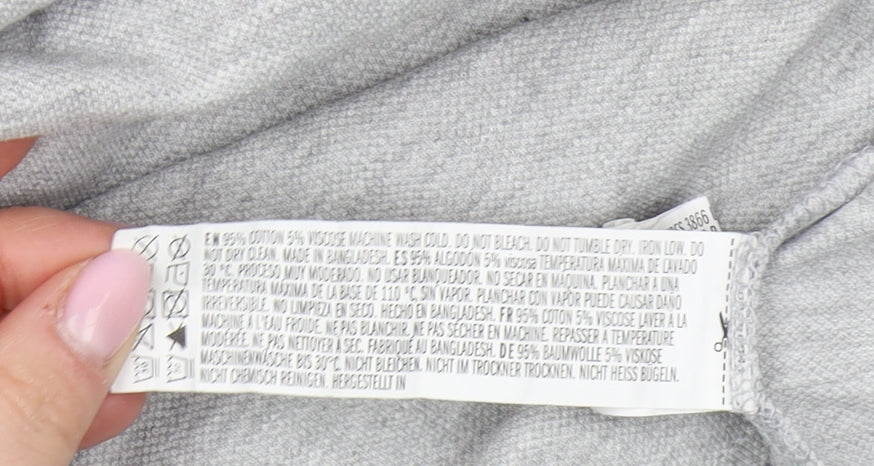 3866
EN 95% COTTON 5% VISCOSE MACHINE WASH COLD. DO NOT BLEACH. DO NOT TUMBLE DRY. IRON LOW. DO
NOT DRY CLEAN. MADE IN BANGLADESH. ES 95% ALGODÓN 5% VISCOSA TEMPERATURA MÁXIMA DE LAVADO
30 °C. PROCESO MUY MODERADO. NO USAR BLANQUEADOR. NO SECAR EN MÁQUINA. PLANCHAR A UNA
TEMPERATURA MÁXIMA DE LA BASE DE 110 °C, SIN VAPOR. PLANCHAR CON VAPOR PUEDE CAUSAR DAÑO
IRREVERSIBLE. NO LIMPIEZA EN SECO. HECHO EN BANGLADESH. FR 95% COTON 5% VISCOSE LAVER A LA
MACHINE A L'EAU FROIDE. NE PAS BLANCHIR. NE PAS SÉCHER EN MACHINE. REPASSER A TEMPÉRATURE
MODÉRÉE. NE PAS NETTOYER A SEC. FABRIQUÉ AU BANGLADESH. DE 95% BAUMWOLLE 5% VISKOSE
MASCHINENWÄSCHE BIS 30°C. NICHT BLEICHEN. NICHT IM TROCKNER TROCKNEN. NICHT HEISS BÜGELN.
NICHT CHEMISCH REINIGEN. HERGESTELLT IN